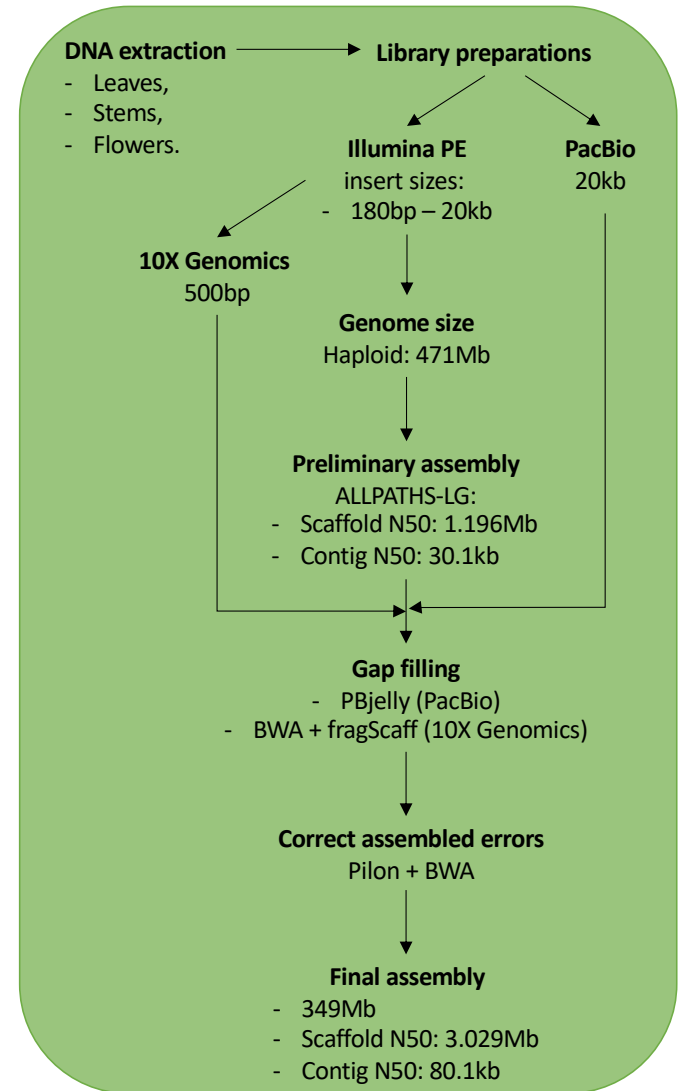 DNA extraction
- Leaves,
- Stems,
- Flowers.
Library preparations
Illumina PE
insert sizes:
- 180bp – 20kb
PacBio
20kb
10X Genomics
500bp
Genome size
Haploid: 471Mb
Preliminary assembly
ALLPATHS-LG:
- Scaffold N50: 1.196Mb
- Contig N50: 30.1kb
Gap filling
- PBjelly (PacBio)
- BWA + fragScaff (10X Genomics)
Correct assembled errors
Pilon + BWA
Final assembly
- 349Mb
- Scaffold N50: 3.029Mb
- Contig N50: 80.1kb